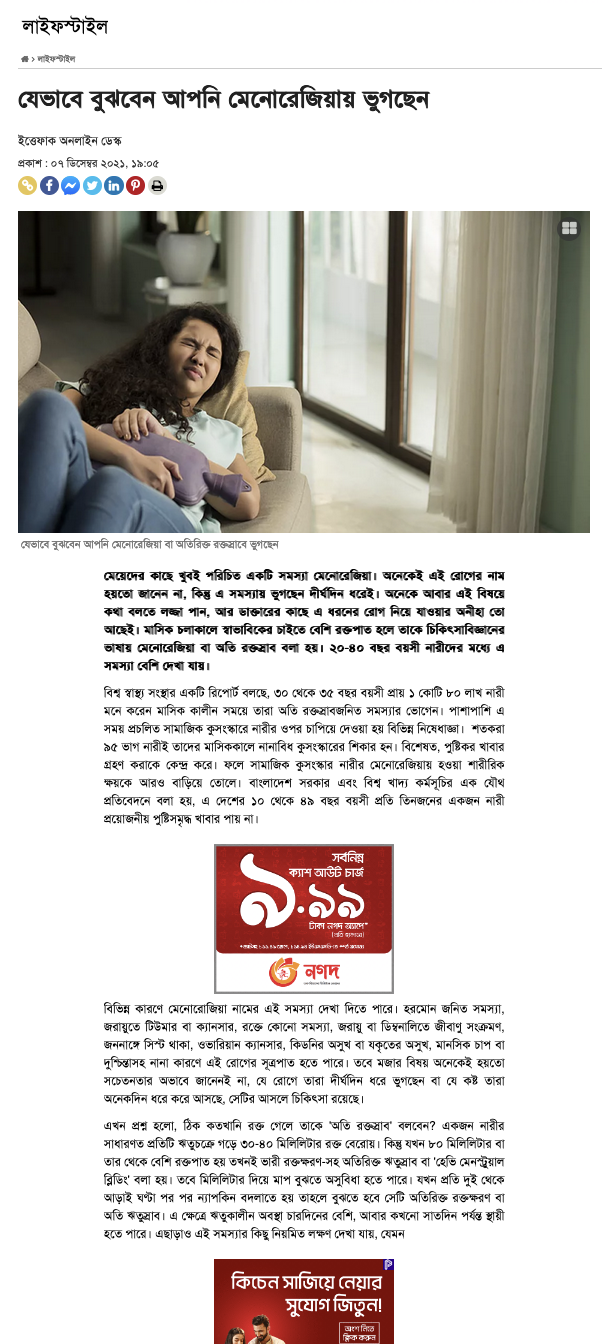 লাইফস্টাইল
› লাইফস্টাইল
যেভাবে বুঝবেন আপনি মেনোরেজিয়ায় ভুগছেন
ইত্তেফাক অনলাইন ডেস্ক
প্রকাশ : ০৭ ডিসেম্বর ২০২১, ১৯:০৫
যেভাবে বুঝবেন আপনি মেনোরেজিয়া বা অতিরিক্ত রক্তস্রাবে ভুগছেন
মেয়েদের কাছে খুবই পরিচিত একটি সমস্যা মেনোরেজিয়া। অনেকেই এই রোগের নাম
হয়তো জানেন না, কিন্তু এ সমস্যায় ভুগছেন দীর্ঘদিন ধরেই। অনেকে আবার এই বিষয়ে
কথা বলতে লজ্জা পান, আর ডাক্তারের কাছে এ ধরনের রোগ নিয়ে যাওয়ার অনীহা তো
আছেই। মাসিক চলাকালে স্বাভাবিকের চাইতে বেশি রক্তপাত হলে তাকে চিকিৎসাবিজ্ঞানের
ভাষায় মেনোরেজিয়া বা অতি রক্তস্রাব বলা হয়। ২০-৪০ বছর বয়সী নারীদের মধ্যে এ
সমস্যা বেশি দেখা যায়।
বিশ্ব স্বাস্থ্য সংস্থার একটি রিপোর্ট বলছে, ৩০ থেকে ৩৫ বছর বয়সী প্রায় ১ কোটি ৮০ লাখ নারী
মনে করেন মাসিক কালীন সময়ে তারা অতি রক্তস্রাবজনিত সমস্যার ভোগেন। পাশাপাশি এ
সময় প্রচলিত সামাজিক কুসংস্কারে নারীর ওপর চাপিয়ে দেওয়া হয় বিভিন্ন নিষেধাজ্ঞা। শতকরা
৯৫ ভাগ নারীই তাদের মাসিককালে নানাবিধ কুসংস্কারের শিকার হন। বিশেষত, পুষ্টিকর খাবার
গ্রহণ করাকে কেন্দ্র করে। ফলে সামাজিক কুসংস্কার নারীর মেনোরেজিয়ায় হওয়া শারীরিক
ক্ষয়কে আরও বাড়িয়ে তোলে। বাংলাদেশ সরকার এবং বিশ্ব খাদ্য কর্মসূচির এক যৌথ
প্রতিবেদনে বলা হয়, এ দেশের ১০ থেকে ৪৯ বছর বয়সী প্রতি তিনজনের একজন নারী
প্রয়োজনীয় পুষ্টিসমৃদ্ধ খাবার পায় না।
সর্বনিম্ন
ক্যাশ আউট চার্জ
৯.৯৯
টাকা নগদ অ্যাপে*
(প্রতি হাজারে)
নগদ
বিভিন্ন কারণে মেনোরোজিয়া নামের এই সমস্যা দেখা দিতে পারে। হরমোন জনিত সমস্যা,
জরায়ুতে টিউমার বা ক্যানসার, রক্তে কোনো সমস্যা, জরায়ু বা ডিম্বনালিতে জীবাণু সংক্রমণ,
জননাঙ্গে সিস্ট থাকা, ওভারিয়ান ক্যানসার, কিডনির অসুখ বা যকৃতের অসুখ, মানসিক চাপ বা
দুশ্চিন্তাসহ নানা কারণে এই রোগের সূত্রপাত হতে পারে। তবে মজার বিষয় অনেকেই হয়তো
সচেতনতার অভাবে জানেনই না, যে রোগে তারা দীর্ঘদিন ধরে ভুগছেন বা যে কষ্ট তারা
অনেকদিন ধরে করে আসছে, সেটির আসলে চিকিৎসা রয়েছে।
এখন প্রশ্ন হলো, ঠিক কতখানি রক্ত গেলে তাকে 'অতি রক্তস্রাব' বলবেন? একজন নারীর
সাধারণত প্রতিটি ঋতুচক্রে গড়ে ৩০-৪০ মিলিলিটার রক্ত বেরোয়। কিন্তু যখন ৮০ মিলিলিটার বা
তার থেকে বেশি রক্তপাত হয় তখনই ভারী রক্তক্ষরণ-সহ অতিরিক্ত ঋতুস্রাব বা 'হেভি মেনস্ট্রুয়াল
ব্লিডিং' বলা হয়। তবে মিলিলিটার দিয়ে মাপ বুঝতে অসুবিধা হতে পারে। যখন প্রতি দুই থেকে
আড়াই ঘণ্টা পর পর ন্যাপকিন বদলাতে হয় তাহলে বুঝতে হবে সেটি অতিরিক্ত রক্তক্ষরণ বা
অতি ঋতুস্রাব। এ ক্ষেত্রে ঋতুকালীন অবস্থা চারদিনের বেশি, আবার কখনো সাতদিন পর্যন্ত স্থায়ী
হতে পারে। এছাড়াও এই সমস্যার কিছু নিয়মিত লক্ষণ দেখা যায়, যেমন
কিচেন সাজিয়ে নেয়ার
সুযোগ জিতুন!
অংশ নিতে
ক্লিক করুন